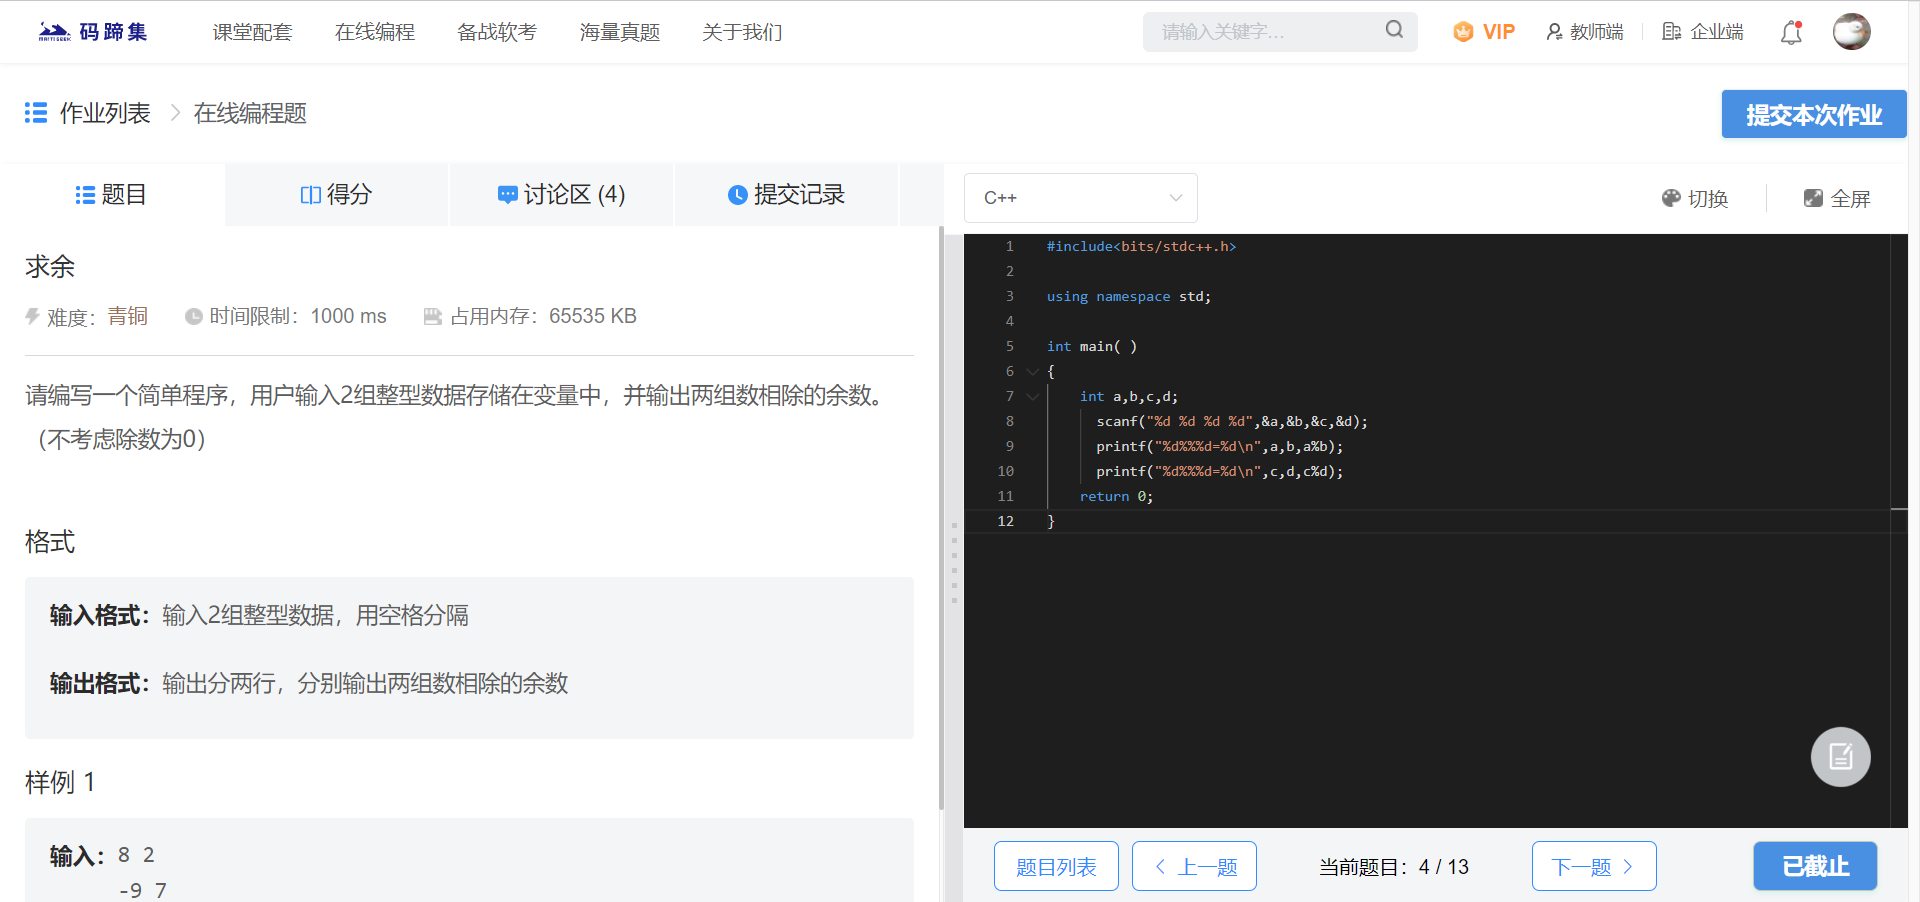 码蹄集
MAITI GEEK
课堂配套 在线编程 备战软考 海量真题 关于我们
请输入关键字...
VIP 教师端 企业端
作业列表 > 在线编程题
提交本次作业
题目 得分 讨论区 (4) 提交记录
求余
难度：青铜 时间限制：1000 ms 占用内存：65535 KB
请编写一个简单程序，用户输入2组整型数据存储在变量中，并输出两组数相除的余数。
（不考虑除数为0）
格式
输入格式：输入2组整型数据，用空格分隔
输出格式：输出分两行，分别输出两组数相除的余数
样例 1
输入：8 2
-9 7
C++
切换 全屏
1 #include<bits/stdc++.h>
2
3 using namespace std;
4
5 int main( )
6 {
7 int a,b,c,d;
8 scanf("%d %d %d %d",&a,&b,&c,&d);
9 printf("%d%%%d=%d\n",a,b,a%b);
10 printf("%d%%%d=%d\n",c,d,c%d);
11 return 0;
12 }
题目列表 < 上一题 当前题目：4 / 13 下一题 > 已截止